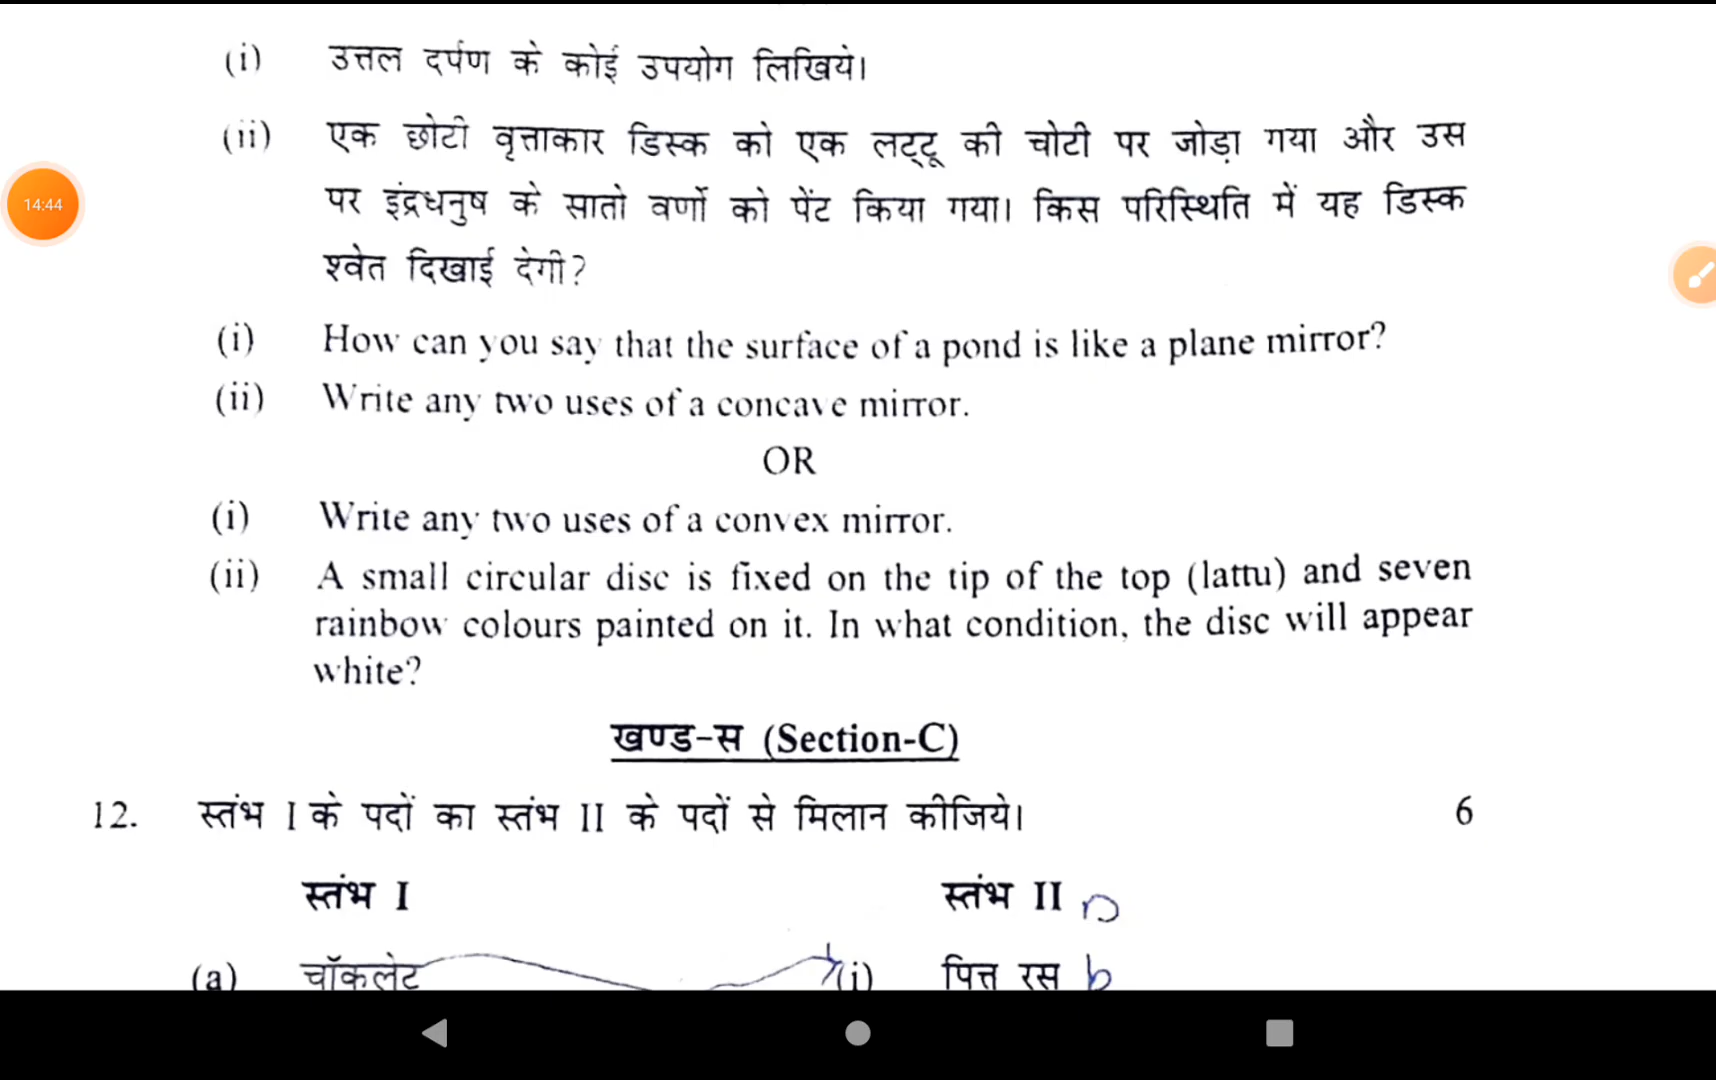 (i) उत्तल दर्पण के कोई उपयोग लिखिये।
(ii) एक छोटी वृत्ताकार डिस्क को एक लट्टू की चोटी पर जोड़ा गया और उस
पर इंद्रधनुष के सातो वर्णों को पेंट किया गया। किस परिस्थिति में यह डिस्क
श्वेत दिखाई देगी?
14:44
(i) How can you say that the surface of a pond is like a plane mirror?
(ii) Write any two uses of a concave mirror.
OR
(i) Write any two uses of a convex mirror.
(ii) A small circular disc is fixed on the tip of the top (lattu) and seven
rainbow colours painted on it. In what condition, the disc will appear
white?
खण्ड-स (Section-C)
12. स्तंभ I के पदों का स्तंभ II के पदों से मिलान कीजिये। 6
स्तंभ I स्तंभ II
(a) चॉकलेट (i) पित्त रस b